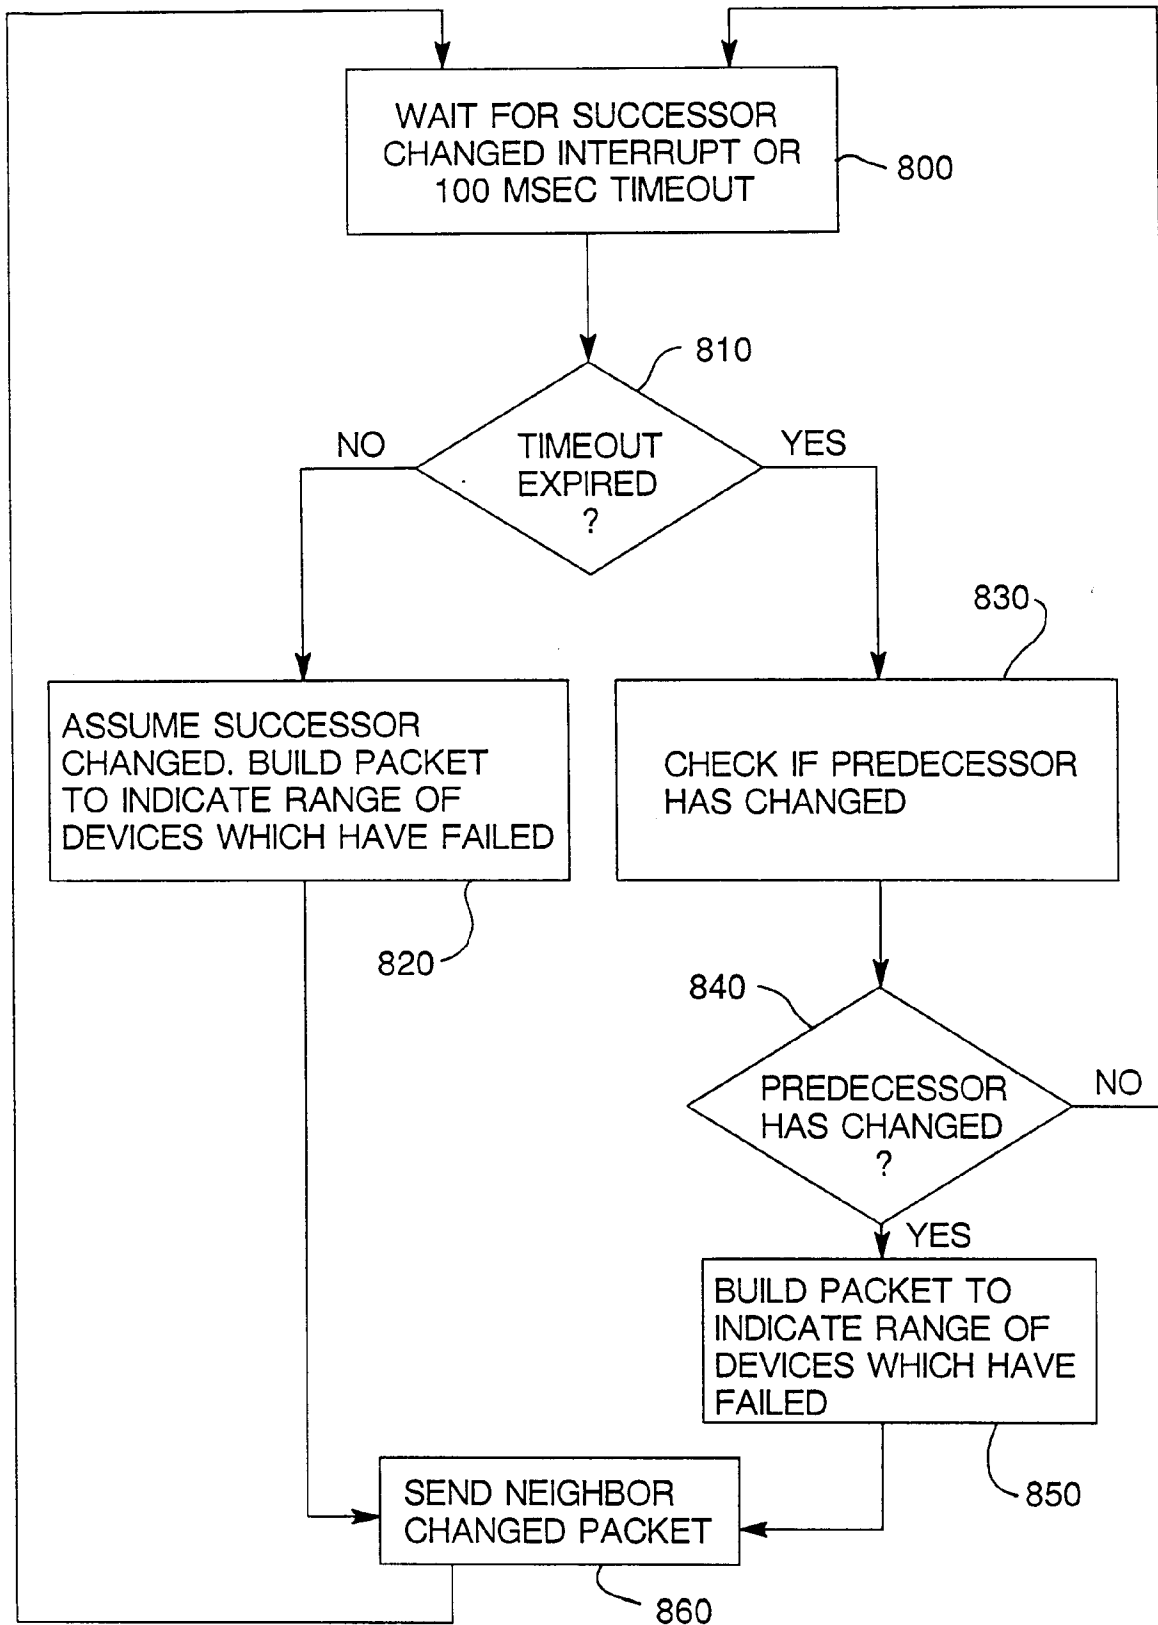 WAIT FOR SUCCESSOR
CHANGED INTERRUPT OR
100 MSEC TIMEOUT
800
810
NO
TIMEOUT
EXPIRED
?
YES
830
ASSUME SUCCESSOR
CHANGED. BUILD PACKET
TO INDICATE RANGE OF
DEVICES WHICH HAVE FAILED
CHECK IF PREDECESSOR
HAS CHANGED
820
840
PREDECESSOR
HAS CHANGED
?
NO
YES
BUILD PACKET TO
INDICATE RANGE OF
DEVICES WHICH HAVE
FAILED
850
SEND NEIGHBOR
CHANGED PACKET
860